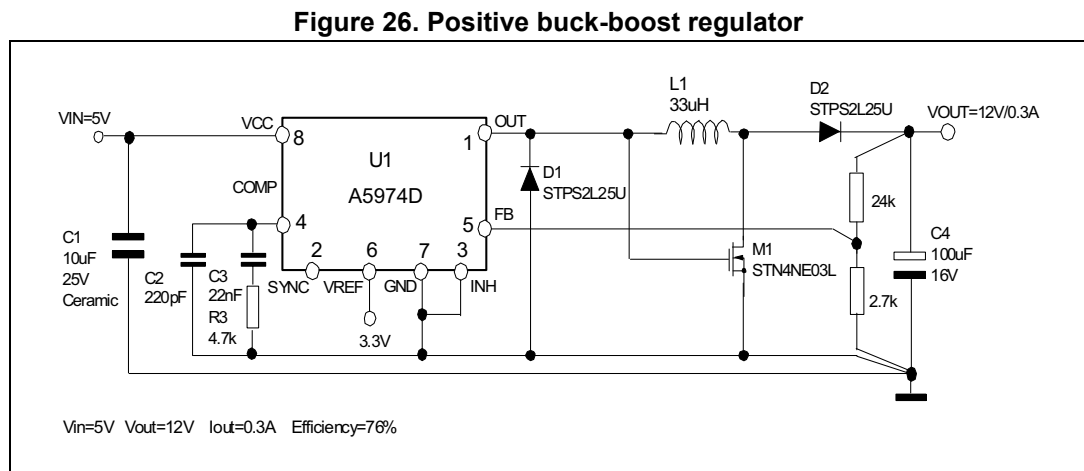 Figure 26. Positive buck-boost regulator
VIN=5V
VCC
8
U1
A5974D
OUT
1
L1
33uH
D2
STPS2L25U
VOUT=12V/0.3A
D1
STPS2L25U
24k
COMP
4
FB
5
C1
10uF
25V
Ceramic
C2
220pF
C3
22nF
R3
4.7k
2
SYNC
6
VREF
3.3V
7
GND
3
INH
M1
STN4NE03L
2.7k
C4
100uF
16V
Vin=5V Vout=12V Iout=0.3A Efficiency=76%